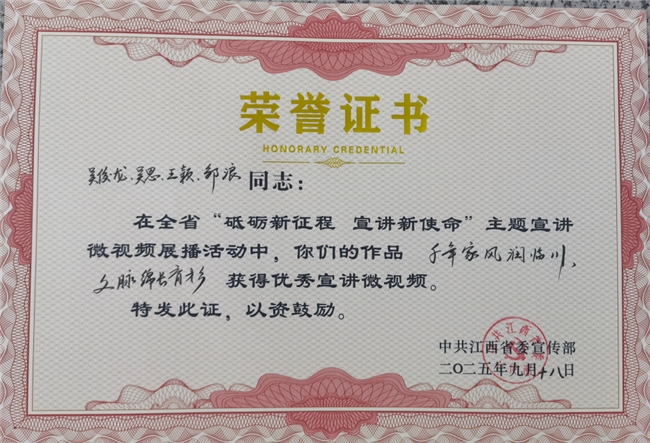 荣誉证书
HONORARY CREDENTIAL
吴俊龙、吴思、王颖、邹浪 同志：
在全省“砥砺新征程 宣讲新使命”主题宣讲
微视频展播活动中，你们的作品 千年家风润临川，
文脉绵长育才乡 获得优秀宣讲微视频。
特发此证，以资鼓励。
中共江西省委宣传部
二〇二五年九月十八日